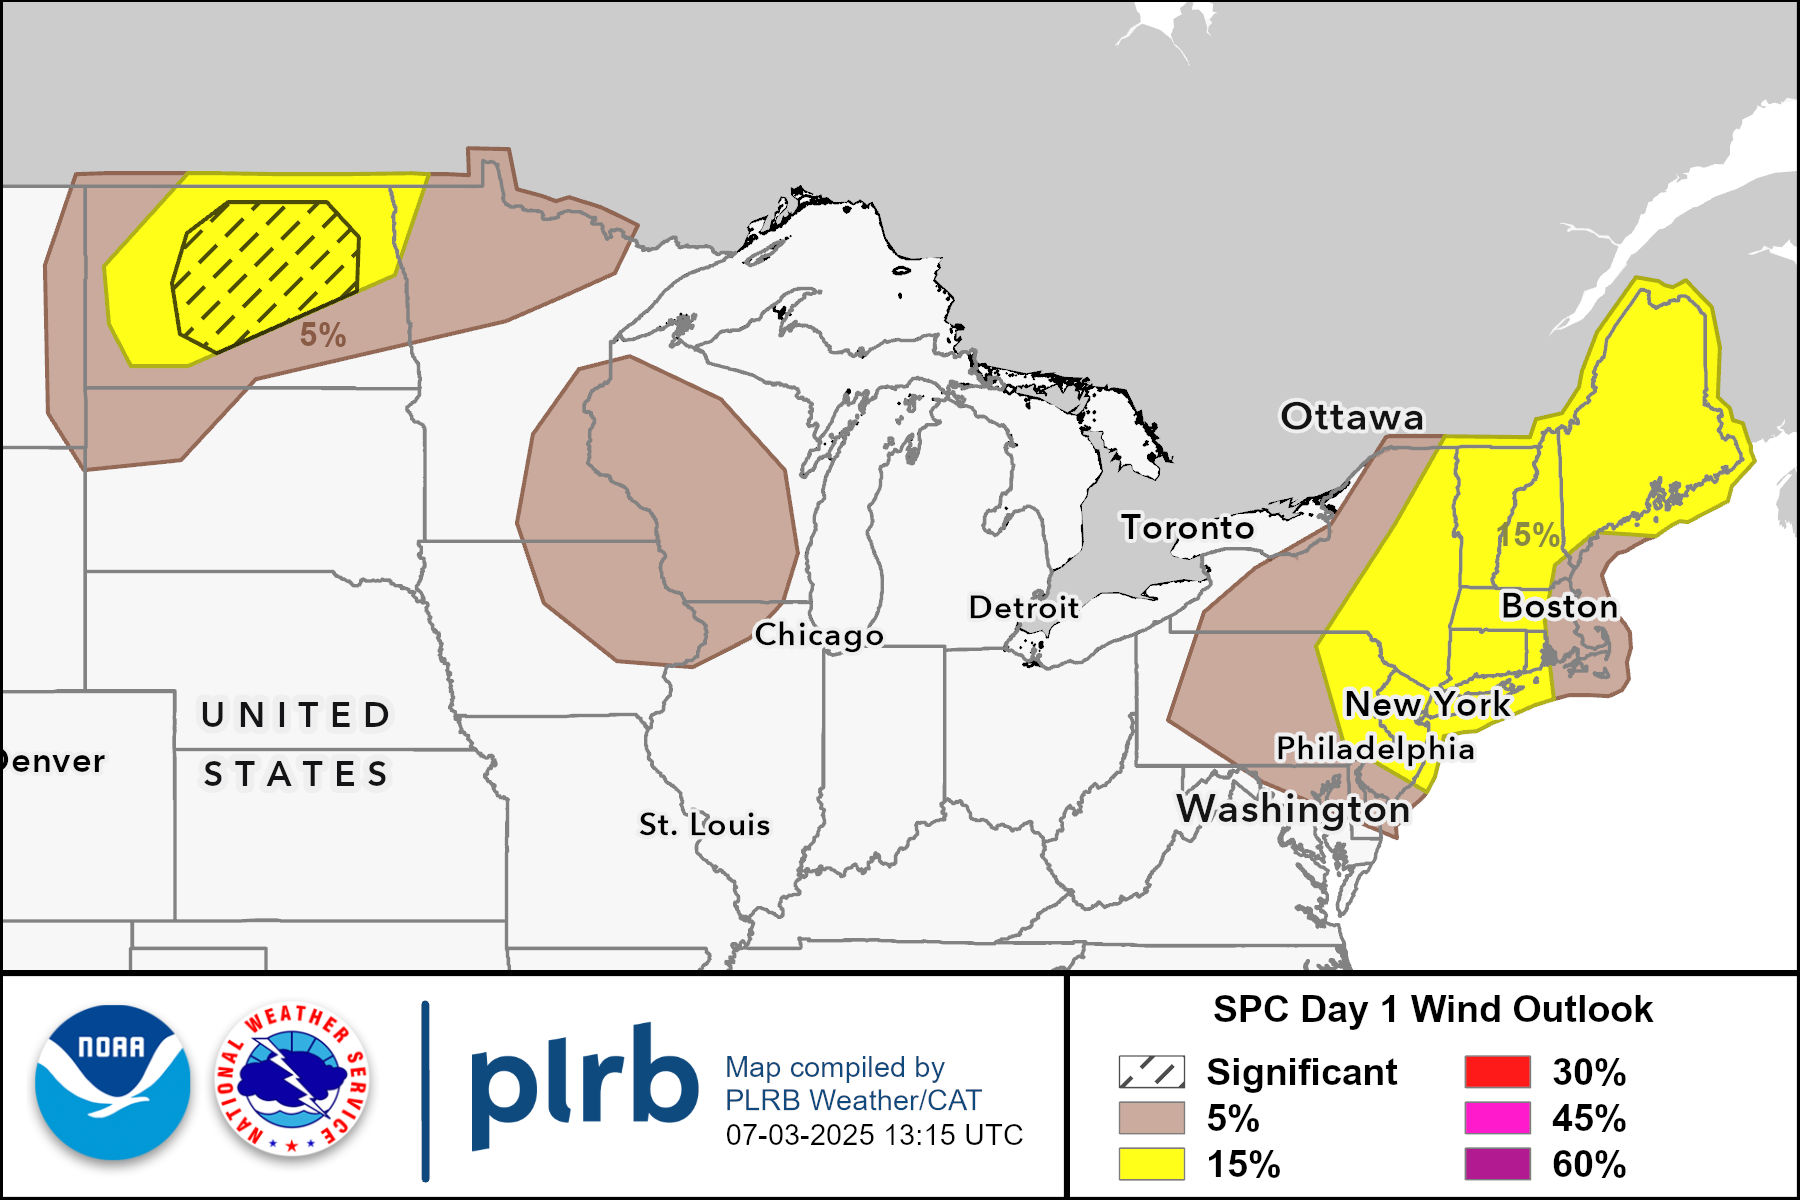 5%
Ottawa
15%
Toronto
Boston
Detroit
Chicago
New York
UNITED
Philadelphia
Denver
STATES
Washington
St. Louis
SPC Day 1 Wind Outlook
NOAA
NATIONAL WEATHER SERVICE
plrb
Map compiled by
PLRB Weather/CAT
07-03-2025 13:15 UTC
Significant
30%
5%
45%
15%
60%